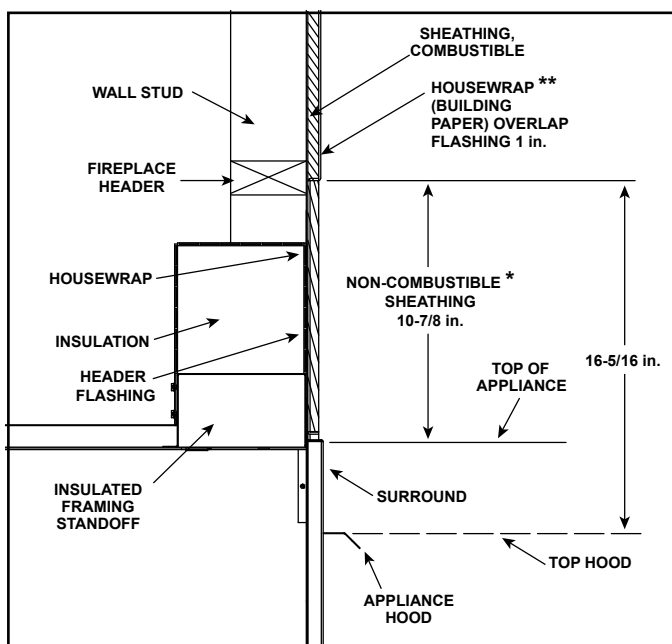 SHEATHING,
COMBUSTIBLE
WALL STUD
HOUSEWRAP **
(BUILDING
PAPER) OVERLAP
FLASHING 1 in.
FIREPLACE
HEADER
HOUSEWRAP
NON-COMBUSTIBLE *
SHEATHING
10-7/8 in.
INSULATION
16-5/16 in.
HEADER
FLASHING
TOP OF
APPLIANCE
INSULATED
FRAMING
STANDOFF
SURROUND
TOP HOOD
APPLIANCE
HOOD